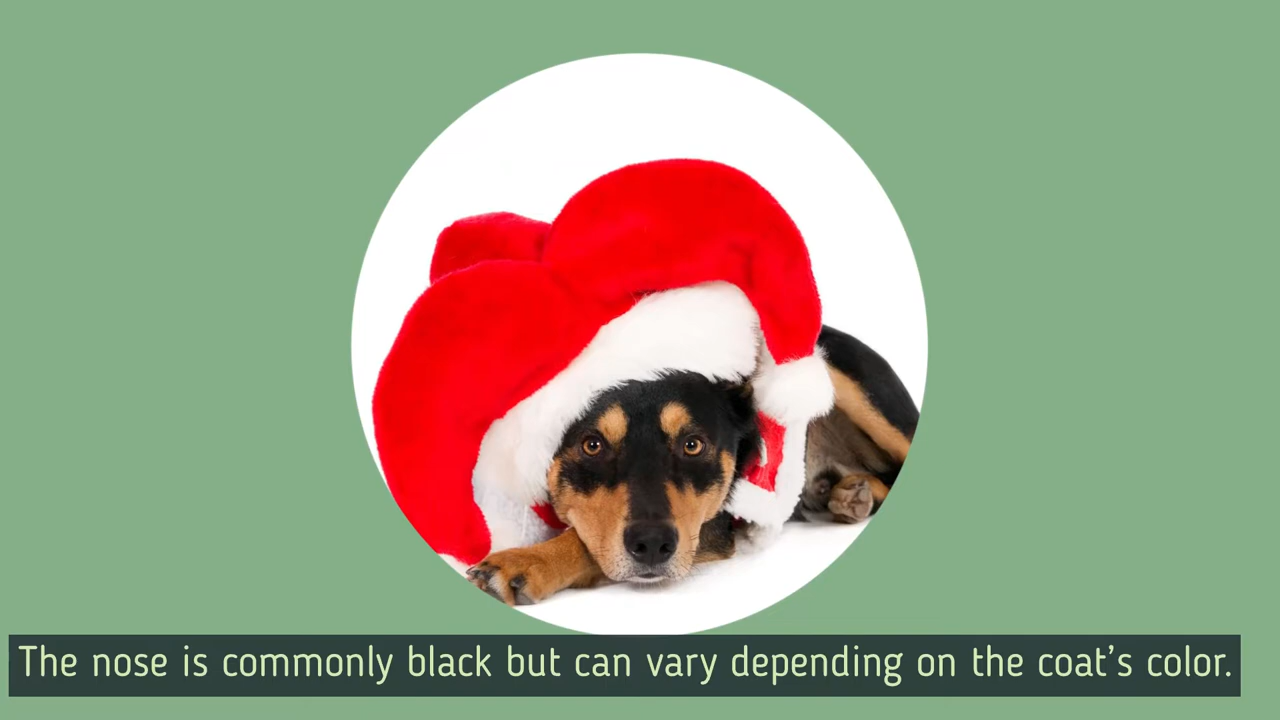 The nose is commonly black but can vary depending on the coat’s color.